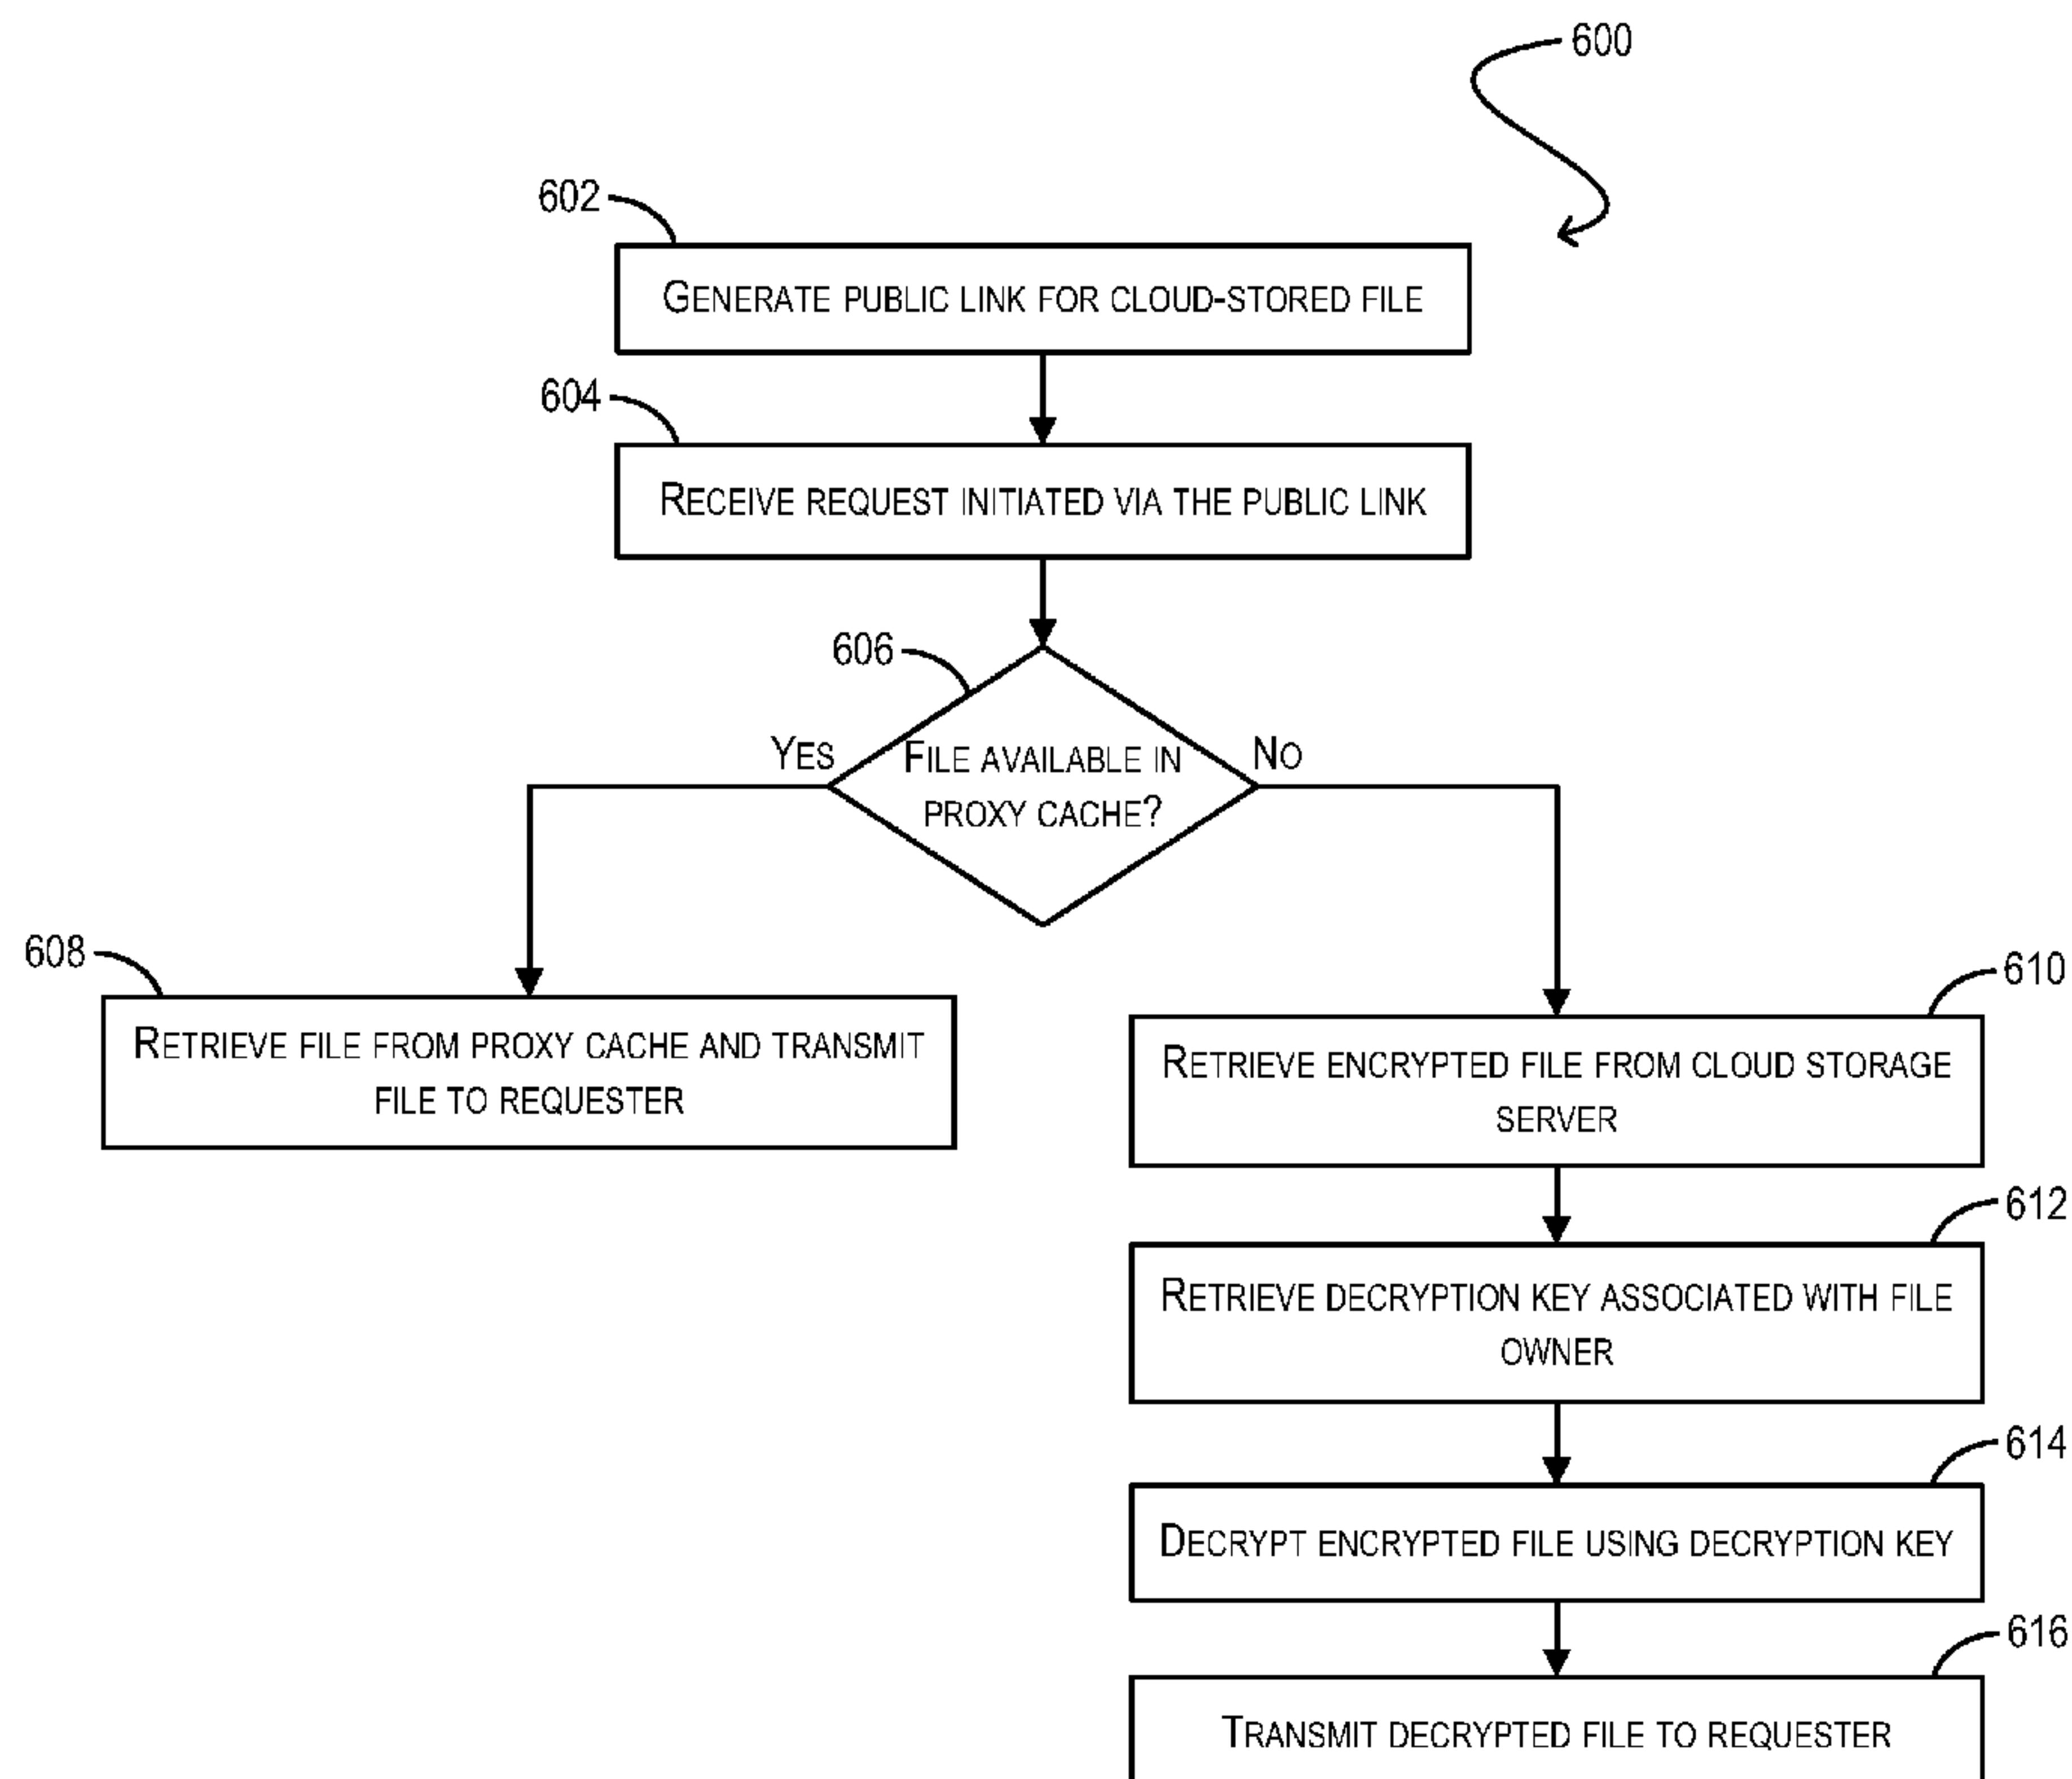 600
602
GENERATE PUBLIC LINK FOR CLOUD-STORED FILE
604
RECEIVE REQUEST INITIATED VIA THE PUBLIC LINK
606
YES
FILE AVAILABLE IN
PROXY CACHE?
NO
608
RETRIEVE FILE FROM PROXY CACHE AND TRANSMIT
FILE TO REQUESTER
610
RETRIEVE ENCRYPTED FILE FROM CLOUD STORAGE
SERVER
612
RETRIEVE DECRYPTION KEY ASSOCIATED WITH FILE
OWNER
614
DECRYPT ENCRYPTED FILE USING DECRYPTION KEY
616
TRANSMIT DECRYPTED FILE TO REQUESTER